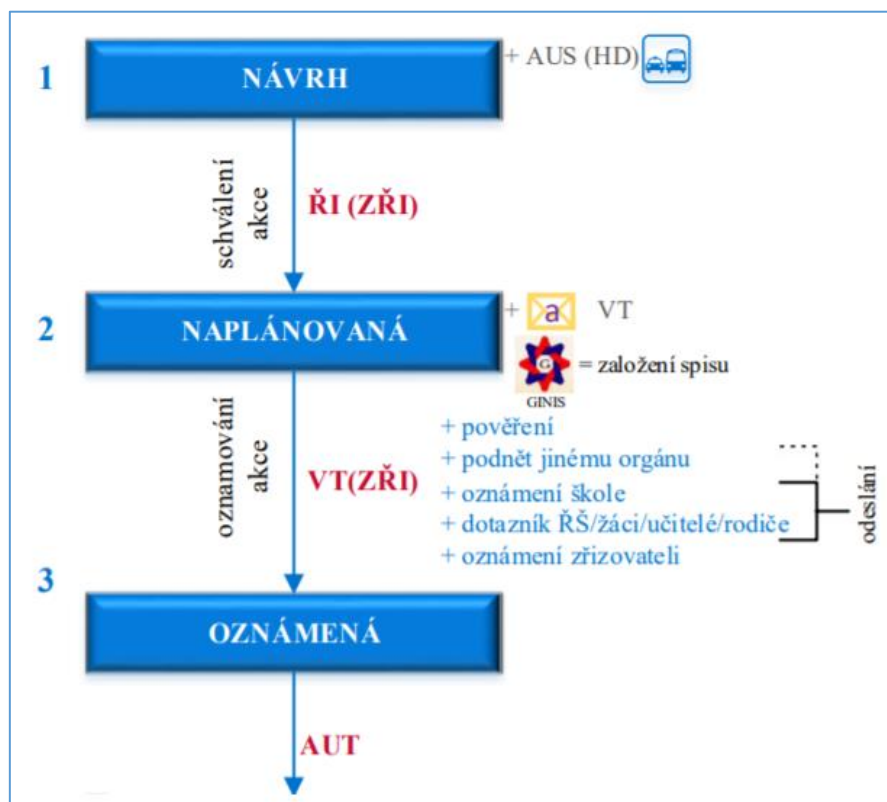 1
NÁVRH
+ AUS (HD)
schválení
akce
ŘI (ZŘI)
2
NAPLÁNOVANÁ
+ a VT
G
GINIS
= založení spisu
oznamování
akce
VT(ZŘI)
+ pověření
+ podnět jinému orgánu
+ oznámení škole
+ dotazník ŘŠ/žáci/učitelé/rodiče
+ oznámení zřizovateli
odeslání
3
OZNÁMENÁ
AUT